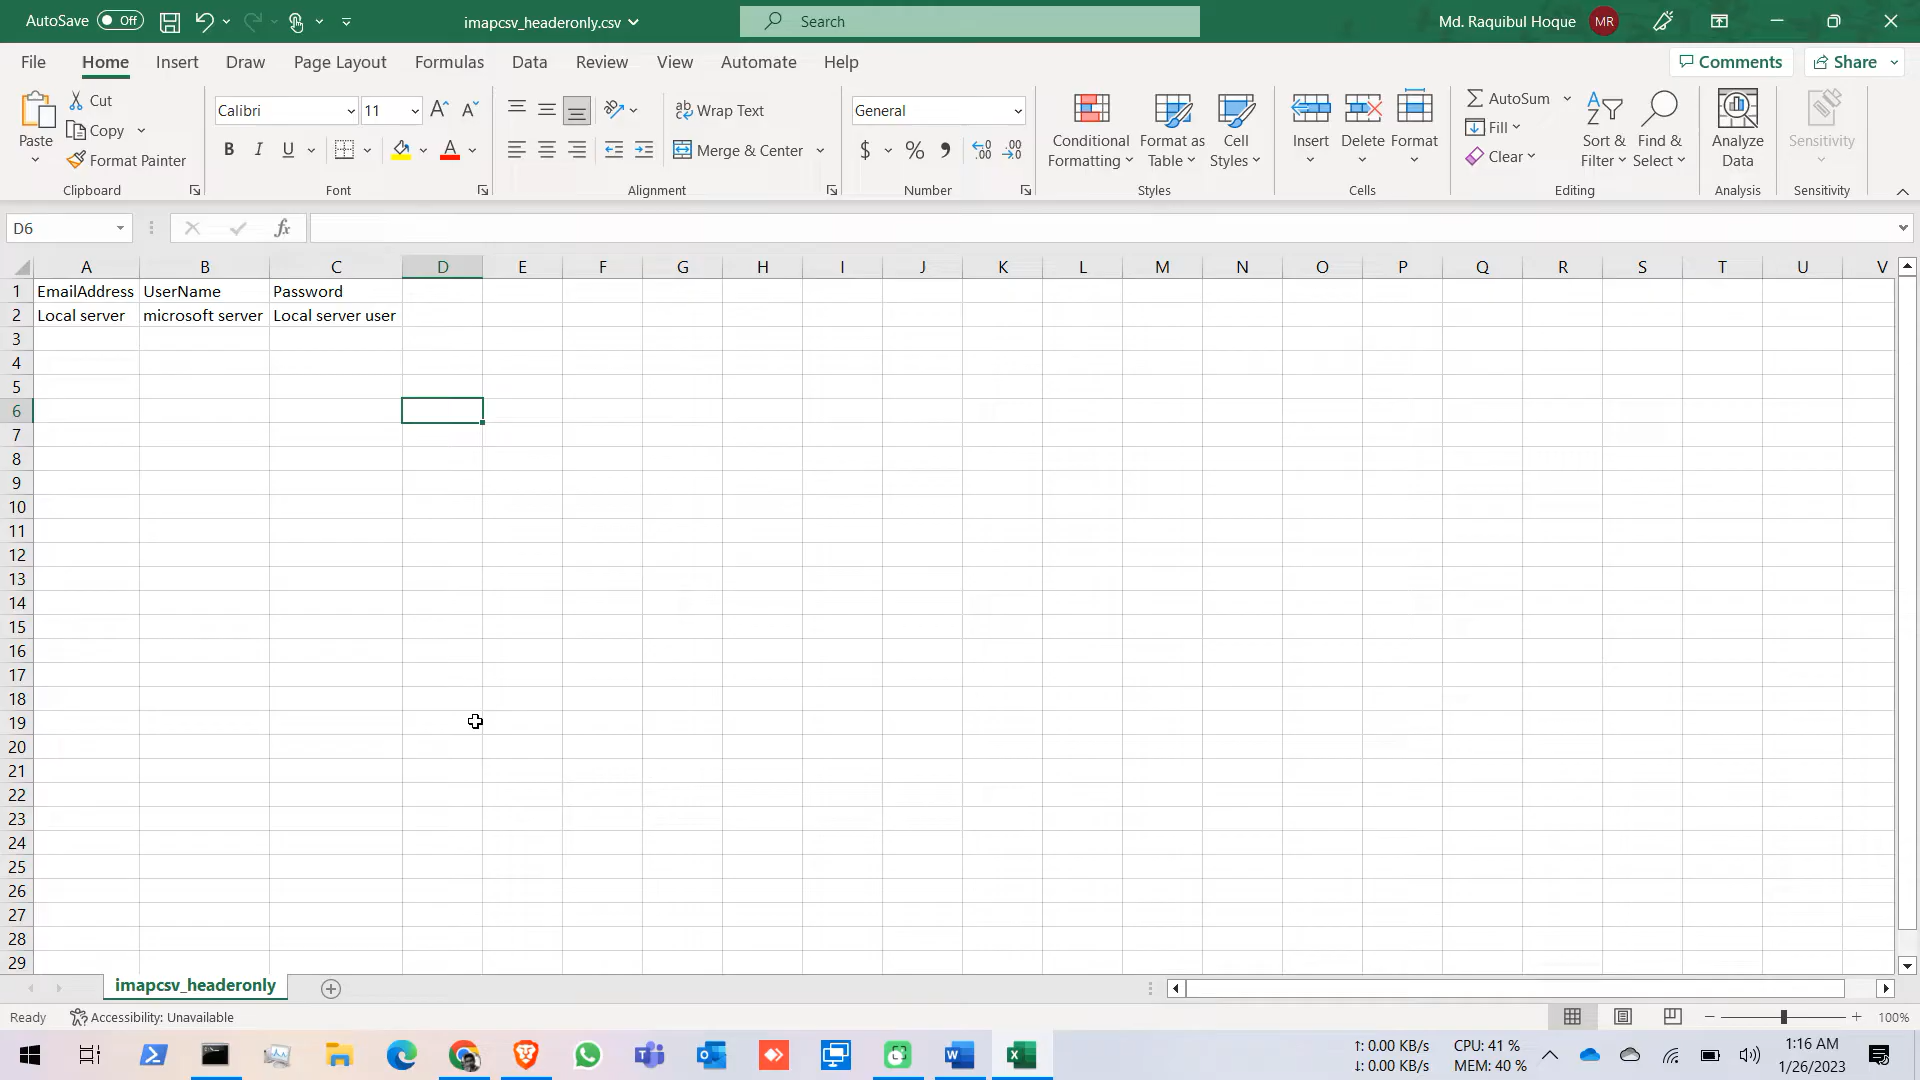 AutoSave Off imapcsv_headeronly.csv Search Md. Raquibul Hoque MR
File Home Insert Draw Page Layout Formulas Data Review View Automate Help Comments Share
Paste Cut Copy Format Painter
Calibri 11
B I U
ab Wrap Text
Merge & Center
General
$ % 9
Conditional Formatting
Format as Table
Cell Styles
Insert Delete Format
AutoSum
Fill
Clear
Sort & Filter
Find & Select
Analyze Data
Sensitivity
Clipboard Font Alignment Number Styles Cells Editing Analysis Sensitivity
D6 fx
A B C D E F G H I J K L M N O P Q R S T U V
1 EmailAddress UserName Password
2 Local server microsoft server Local server user
3
4
5
6
7
8
9
10
11
12
13
14
15
16
17
18
19
20
21
22
23
24
25
26
27
28
29
imapcsv_headeronly
Ready Accessibility: Unavailable 100%
↑: 0.00 KB/s CPU: 41 % 1:16 AM
↓: 0.00 KB/s MEM: 40 % 1/26/2023